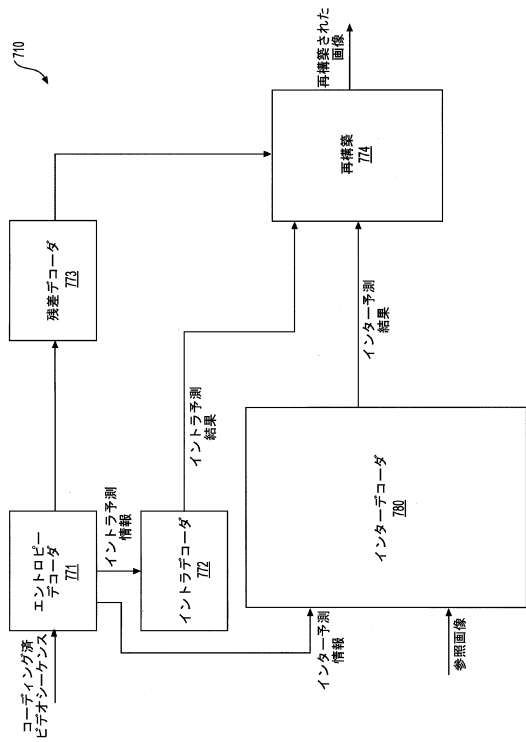 710
コーディング済
ビデオシーケンス
エントロピー
デコーダ
771
残差デコーダ
773
イントラ予測
情報
イントラデコーダ
772
イントラ予測
結果
再構築
774
再構築された
画像
インター予測
情報
参照画像
インターデコーダ
780
インター予測
結果